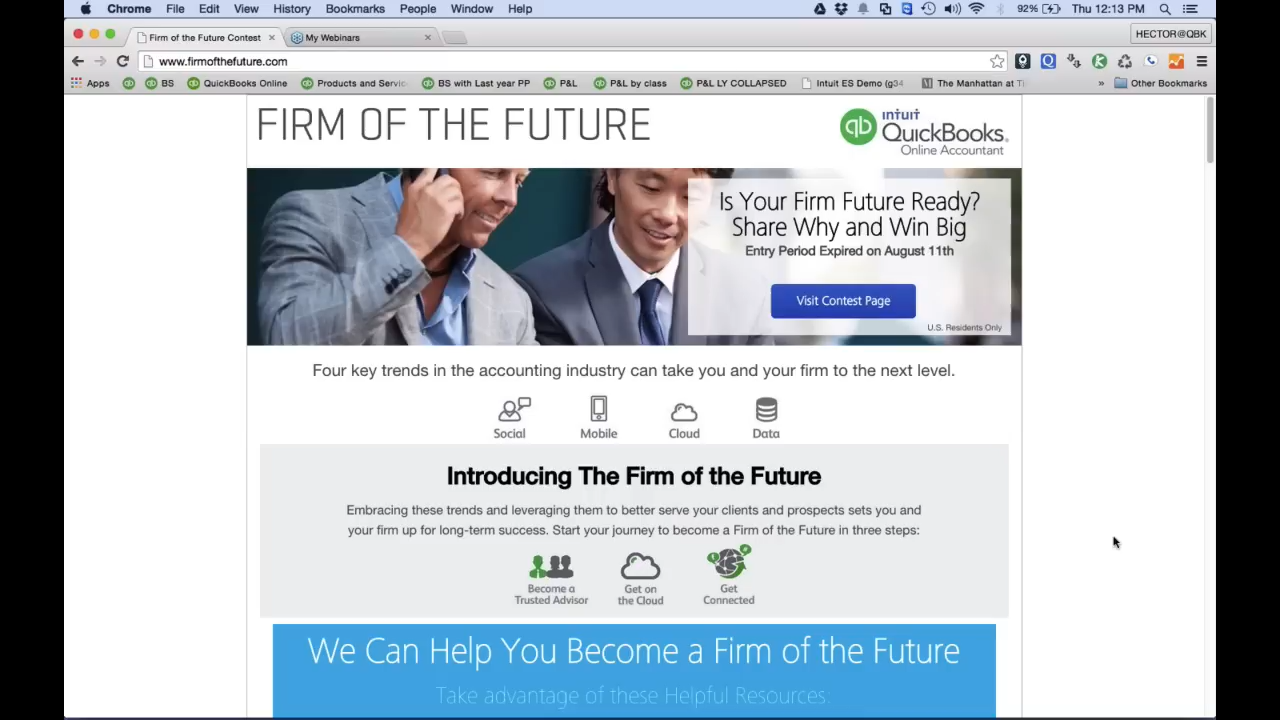 Chrome File Edit View History Bookmarks People Window Help 92% Thu 12:13 PM
Firm of the Future Contest My Webinars HECTOR@QBK
www.firmofthefuture.com
Apps BS QuickBooks Online Products and Servic BS with Last year PP P&L P&L by class P&L LY COLLAPSED Intuit ES Demo (g34 The Manhattan at Ti » Other Bookmarks
FIRM OF THE FUTURE
qb intuit
QuickBooks.
Online Accountant
Is Your Firm Future Ready?
Share Why and Win Big
Entry Period Expired on August 11th
Visit Contest Page
U.S. Residents Only
Four key trends in the accounting industry can take you and your firm to the next level.
Social Mobile Cloud Data
Introducing The Firm of the Future
Embracing these trends and leveraging them to better serve your clients and prospects sets you and
your firm up for long-term success. Start your journey to become a Firm of the Future in three steps:
Become a Trusted Advisor
Get on the Cloud
Get Connected
We Can Help You Become a Firm of the Future
Take advantage of these Helpful Resources: